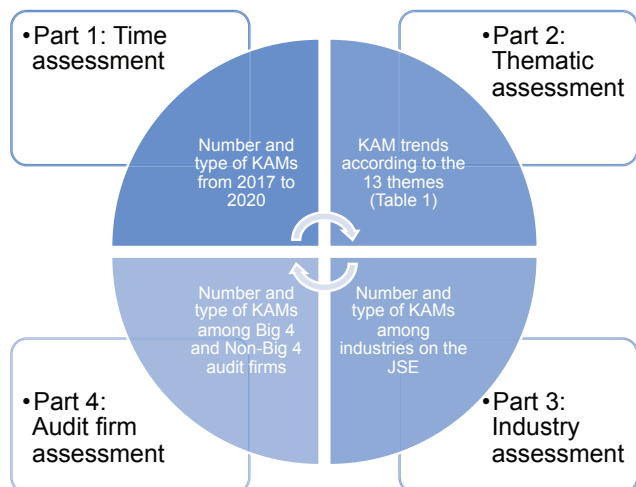 •Part 1: Time
assessment
•Part 2:
Thematic
assessment
Number and
type of KAMs
from 2017 to
2020
KAM trends
according to the
13 themes
(Table 1)
Number and
type of KAMs
among Big 4
and Non-Big 4
audit firms
Number and
type of KAMs
among
industries on the
JSE
•Part 4:
Audit firm
assessment
•Part 3:
Industry
assessment